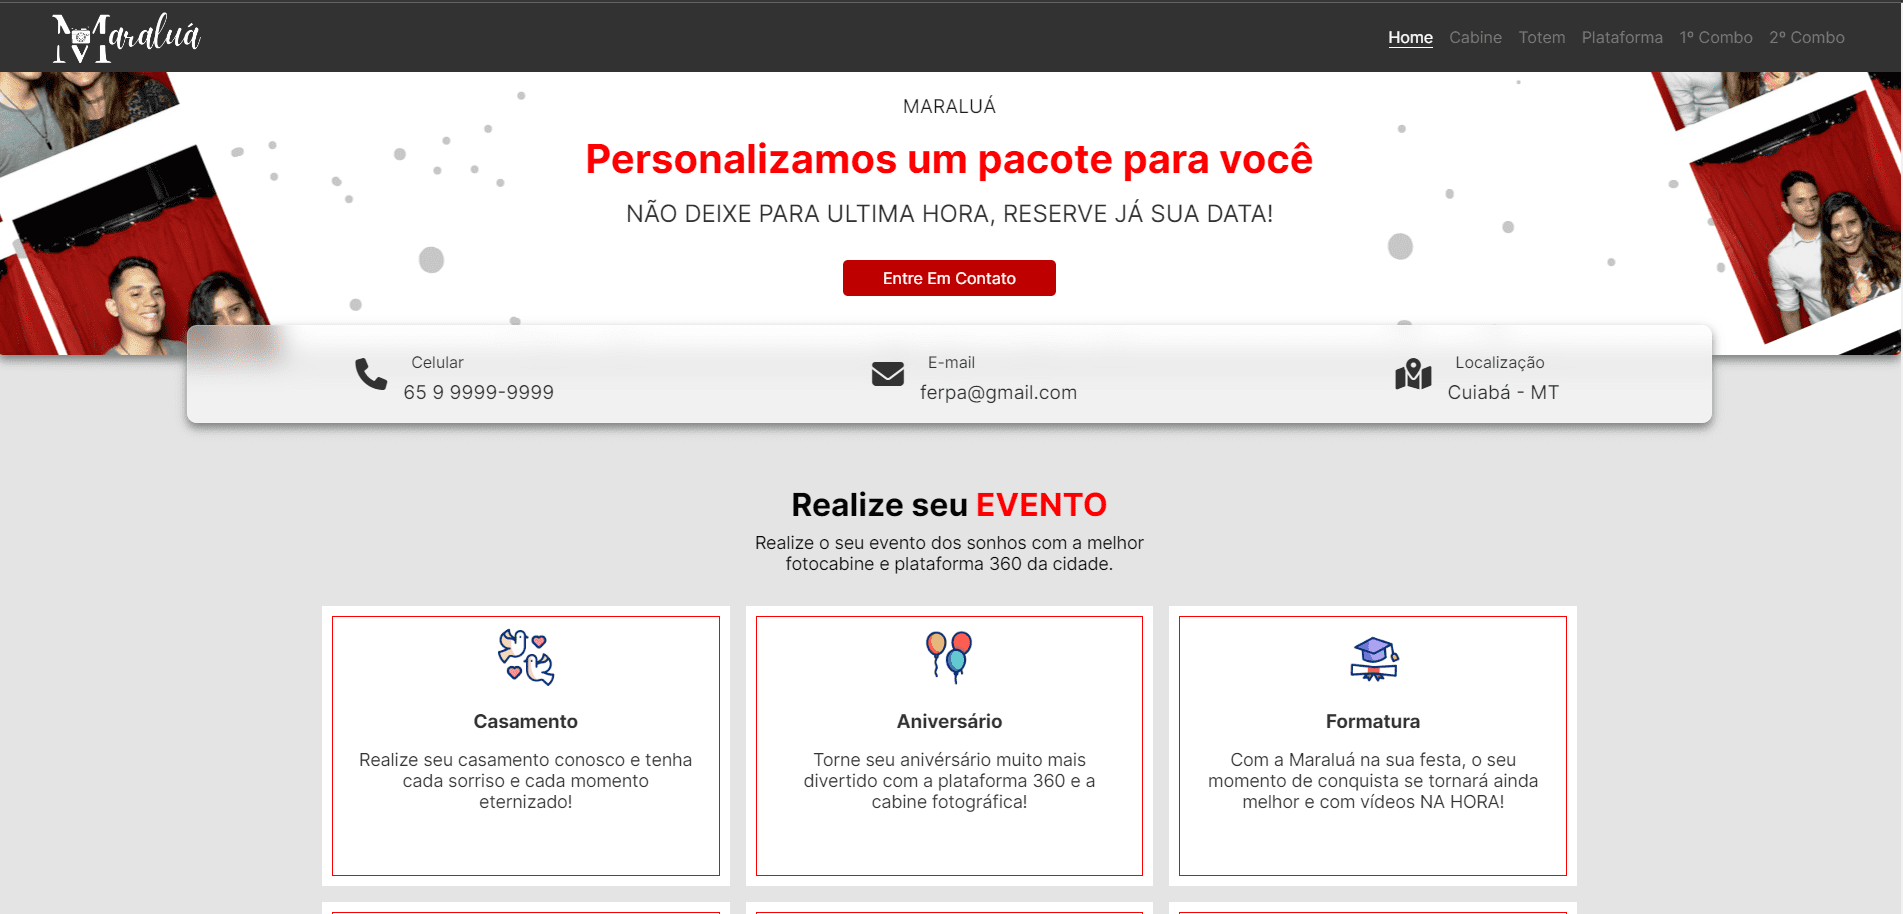 Maraluá
Home Cabine Totem Plataforma 1º Combo 2º Combo
MARALUÁ
Personalizamos um pacote para você
NÃO DEIXE PARA ULTIMA HORA, RESERVE JÁ SUA DATA!
Entre Em Contato
Celular
65 9 9999-9999
E-mail
ferpa@gmail.com
Localização
Cuiabá - MT
Realize seu EVENTO
Realize o seu evento dos sonhos com a melhor
fotocabine e plataforma 360 da cidade.
Casamento
Realize seu casamento conosco e tenha
cada sorriso e cada momento
eternizado!
Aniversário
Torne seu anivérsário muito mais
divertido com a plataforma 360 e a
cabine fotográfica!
Formatura
Com a Maraluá na sua festa, o seu
momento de conquista se tornará ainda
melhor e com vídeos NA HORA!